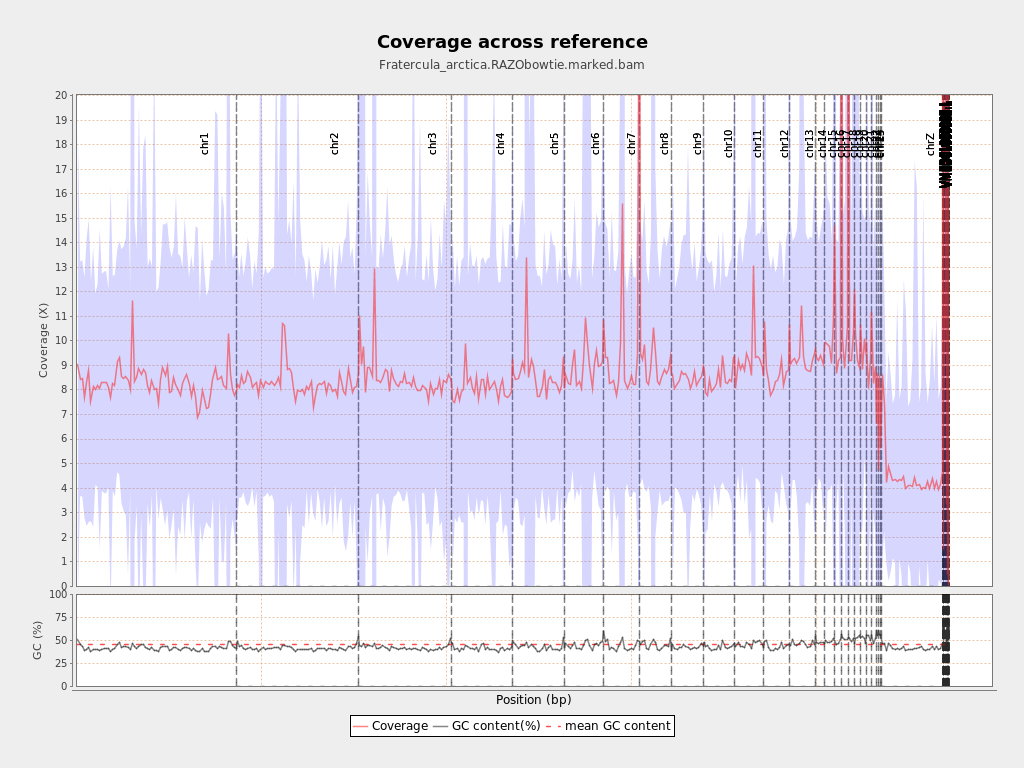 Coverage across reference
Fratercula_arctica.RAZObowtie.marked.bam
Coverage (X)
20
19
18
17
16
15
14
13
12
11
10
9
8
7
6
5
4
3
2
1
0
chr1
chr2
chr3
chr4
chr5
chr6
chr7
chr8
chr9
chr10
chr11
chr12
chr13
chr14
chr15
chrZ
GC (%)
100
75
50
25
0
Position (bp)
Coverage GC content(%) mean GC content